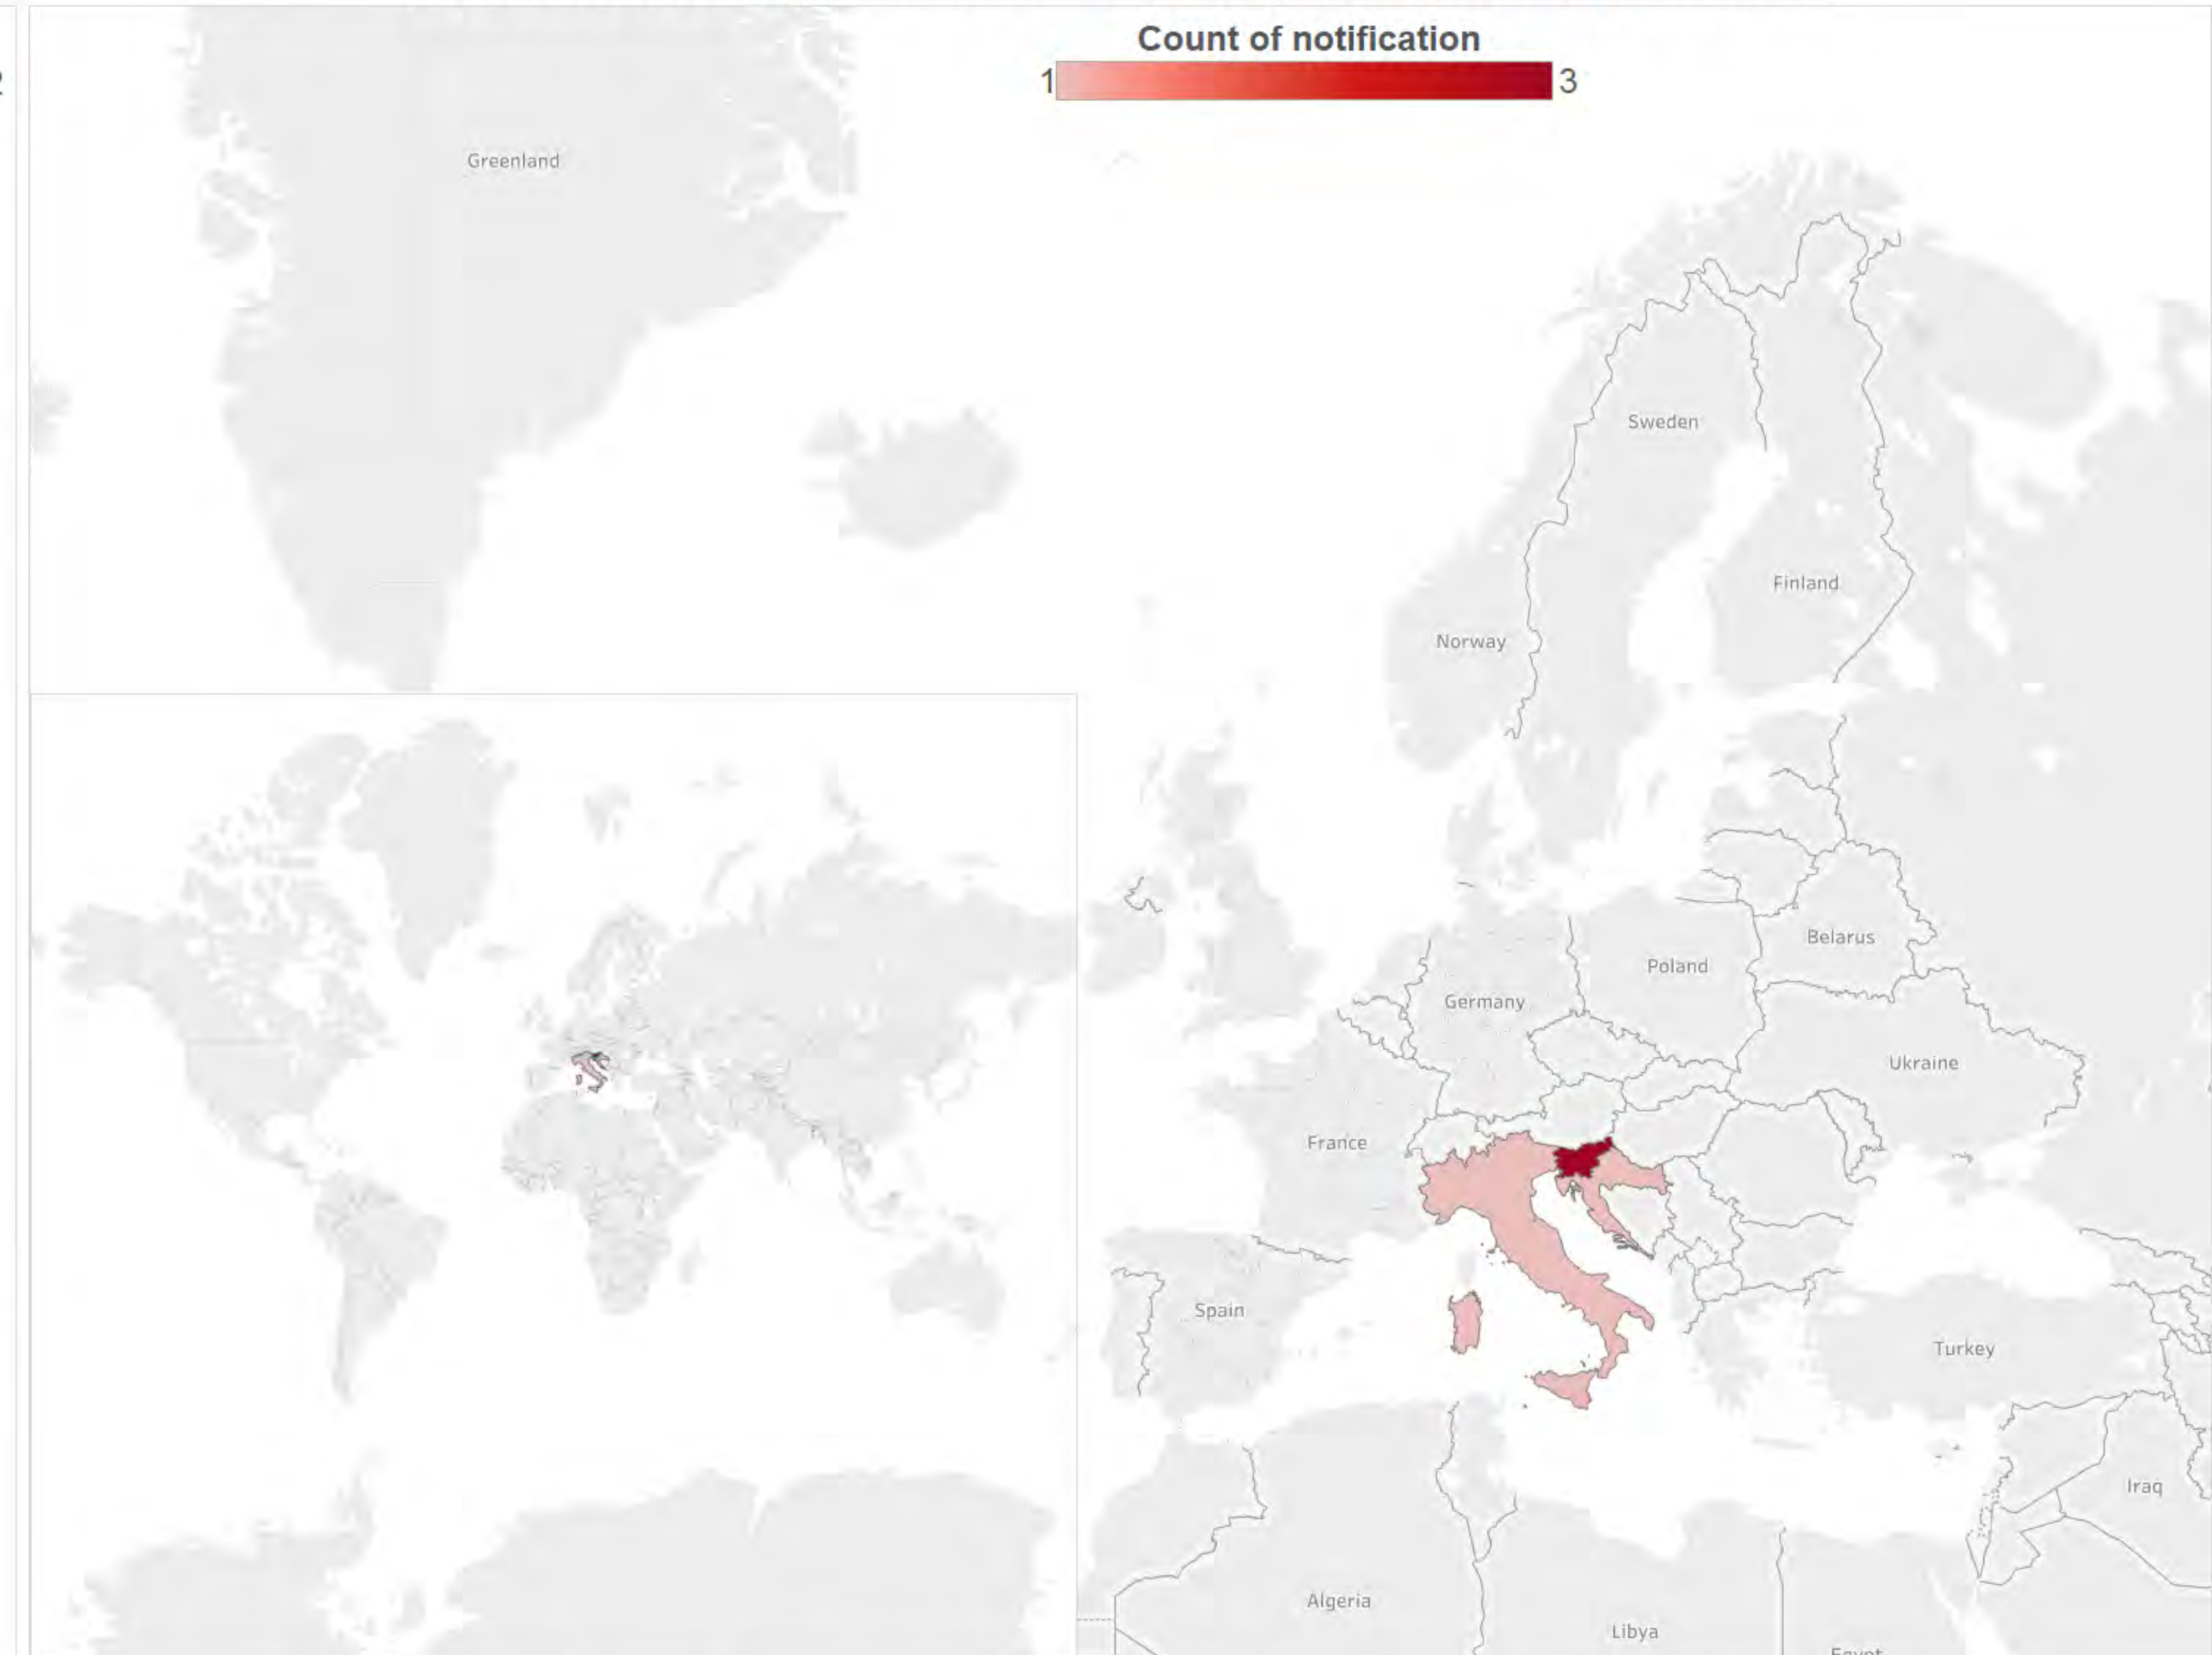 Count of notification
1 3
Greenland
Sweden
Finland
Norway
Belarus
Poland
Germany
Ukraine
France
Spain
Turkey
Iraq
Algeria
Libya